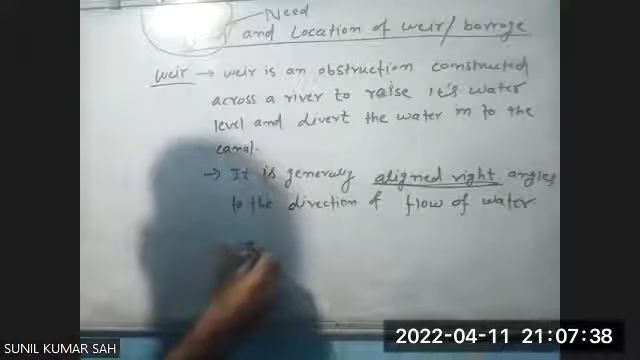 Need
and Location of weir/ borrage
weir → weir is an obstruction constructed
across a river to raise it's water
level and divert the water in to the
canal.
→ It is generally aligned right angles
to the direction of flow of water
SUNIL KUMAR SAH
2022-04-11 21:07:38